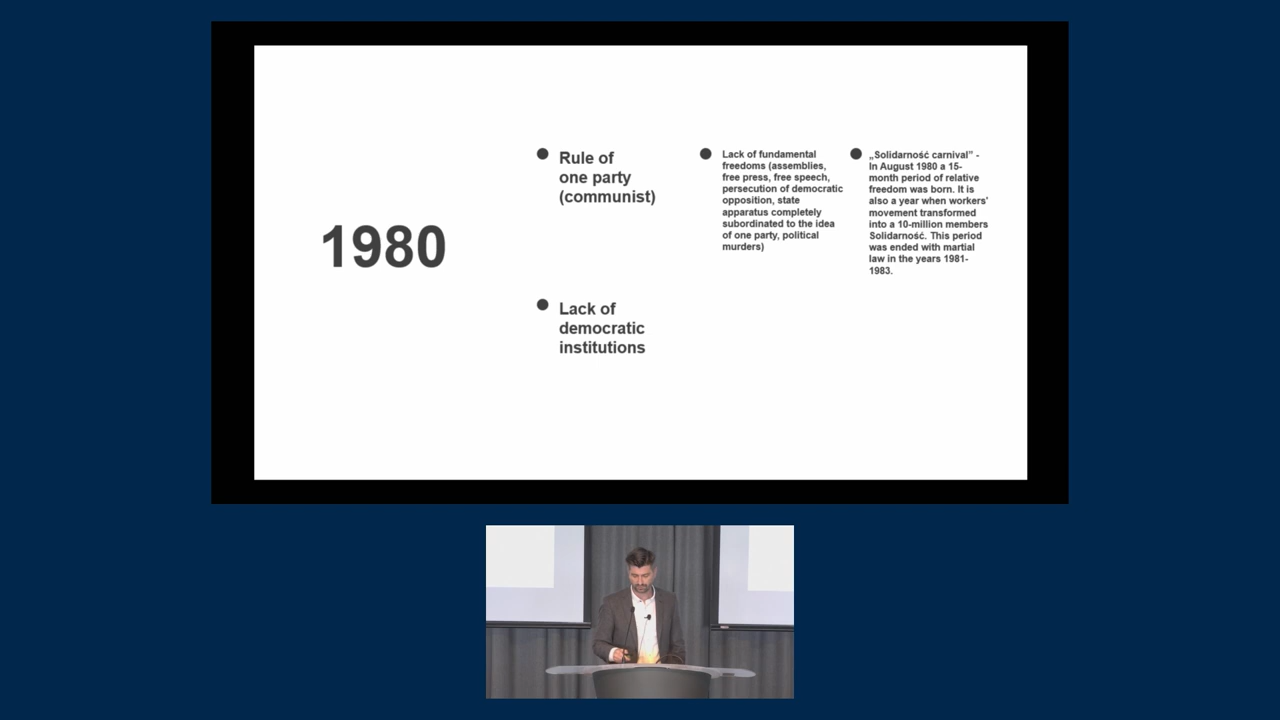 1980
Rule of
one party
(communist)
Lack of
democratic
institutions
Lack of fundamental
freedoms (assemblies,
free press, free speech,
persecution of democratic
opposition, state
apparatus completely
subordinated to the idea
of one party, political
murders)
„Solidarność carnival” -
In August 1980 a 15-
month period of relative
freedom was born. It is
also a year when workers'
movement transformed
into a 10-million members
Solidarność. This period
was ended with martial
law in the years 1981-
1983.